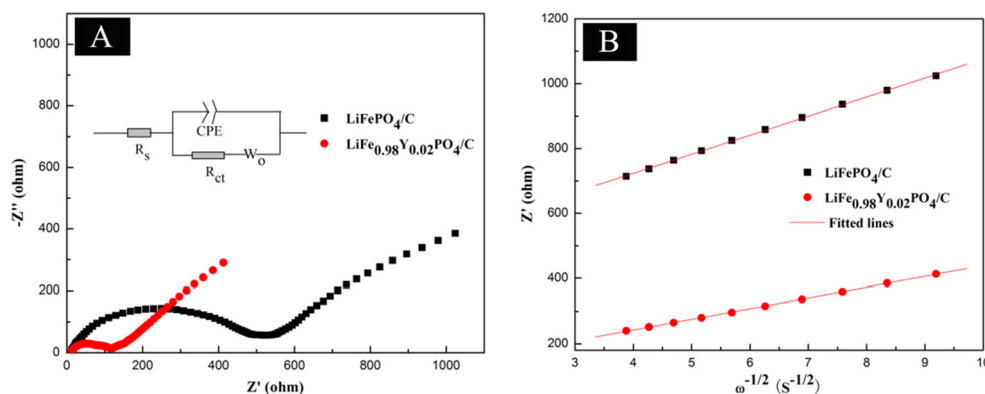 A
1000
800
600
400
200
0
-Z'' (ohm)
CPE
Rs
Rct
Wo
LiFePO4/C
LiFe0.98Y0.02PO4/C
0 200 400 600 800 1000
Z' (ohm)
B
1200
1000
800
600
400
200
Z' (ohm)
LiFePO4/C
LiFe0.98Y0.02PO4/C
Fitted lines
3 4 5 6 7 8 9 10
ω-1/2 (S-1/2)